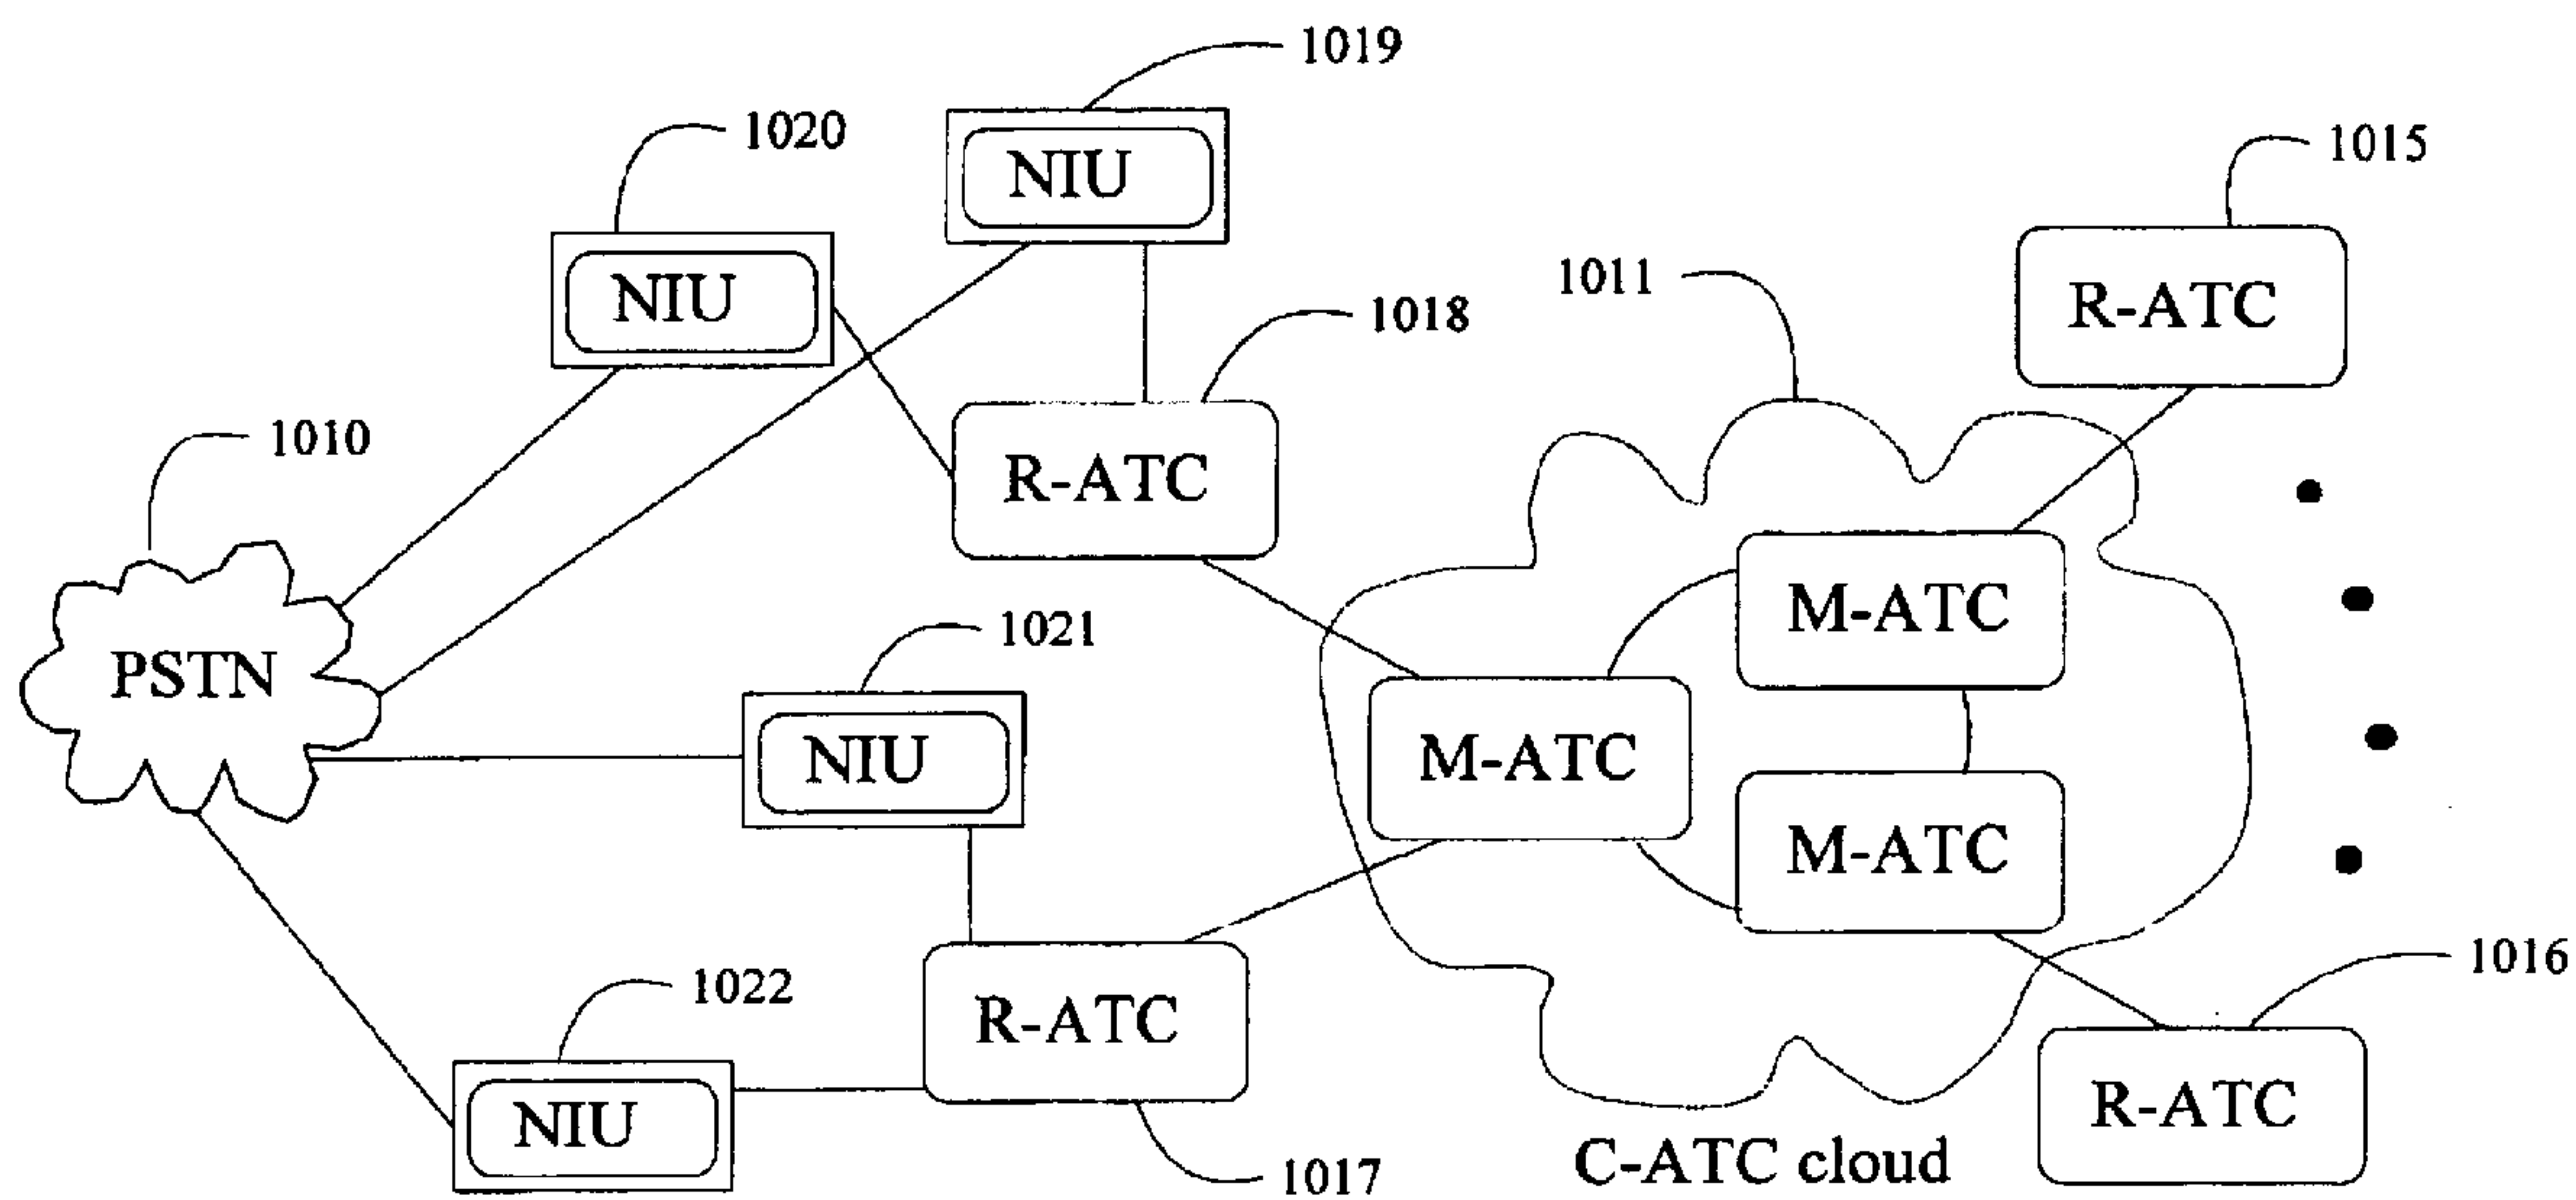 1019
1020
NIU
1015
NIU
1011
R-ATC
1018
1010
R-ATC
M-ATC
1021
PSTN
NIU
M-ATC
M-ATC
1022
R-ATC
1016
NIU
R-ATC
1017
C-ATC cloud